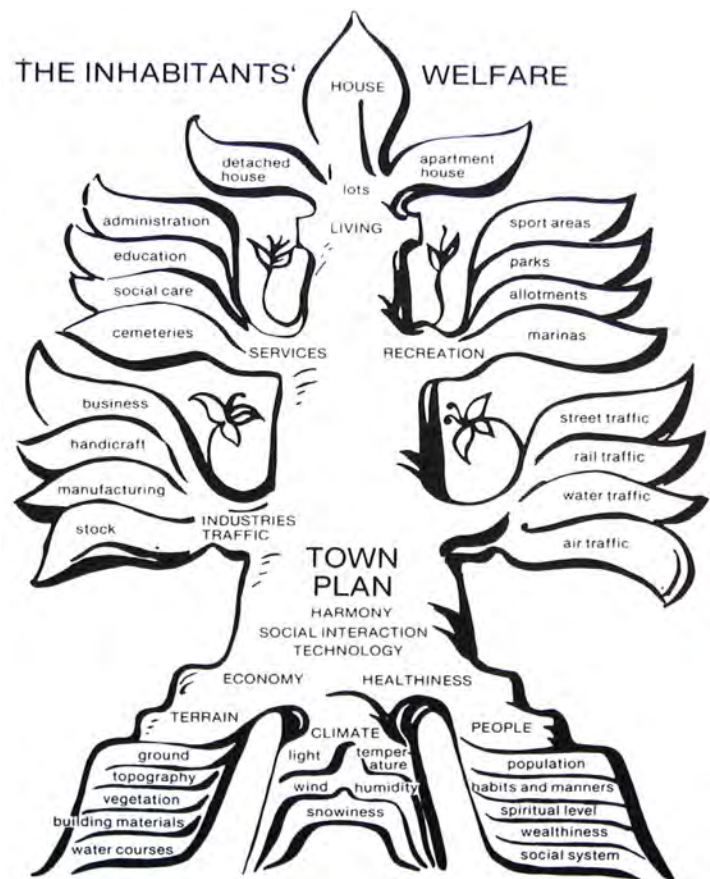 THE INHABITANTS' WELFARE
HOUSE
detached
house
apartment
house
lots
LIVING
administration
education
social care
cemeteries
SERVICES
sport areas
parks
allotments
marinas
RECREATION
business
handicraft
manufacturing
stock
INDUSTRIES
TRAFFIC
street traffic
rail traffic
water traffic
air traffic
TOWN
PLAN
HARMONY
SOCIAL INTERACTION
TECHNOLOGY
ECONOMY
HEALTHINESS
TERRAIN
ground
topography
vegetation
building materials
water courses
CLIMATE
light
temper-
ature
wind
humidity
snowiness
PEOPLE
population
habits and manners
spiritual level
wealthiness
social system